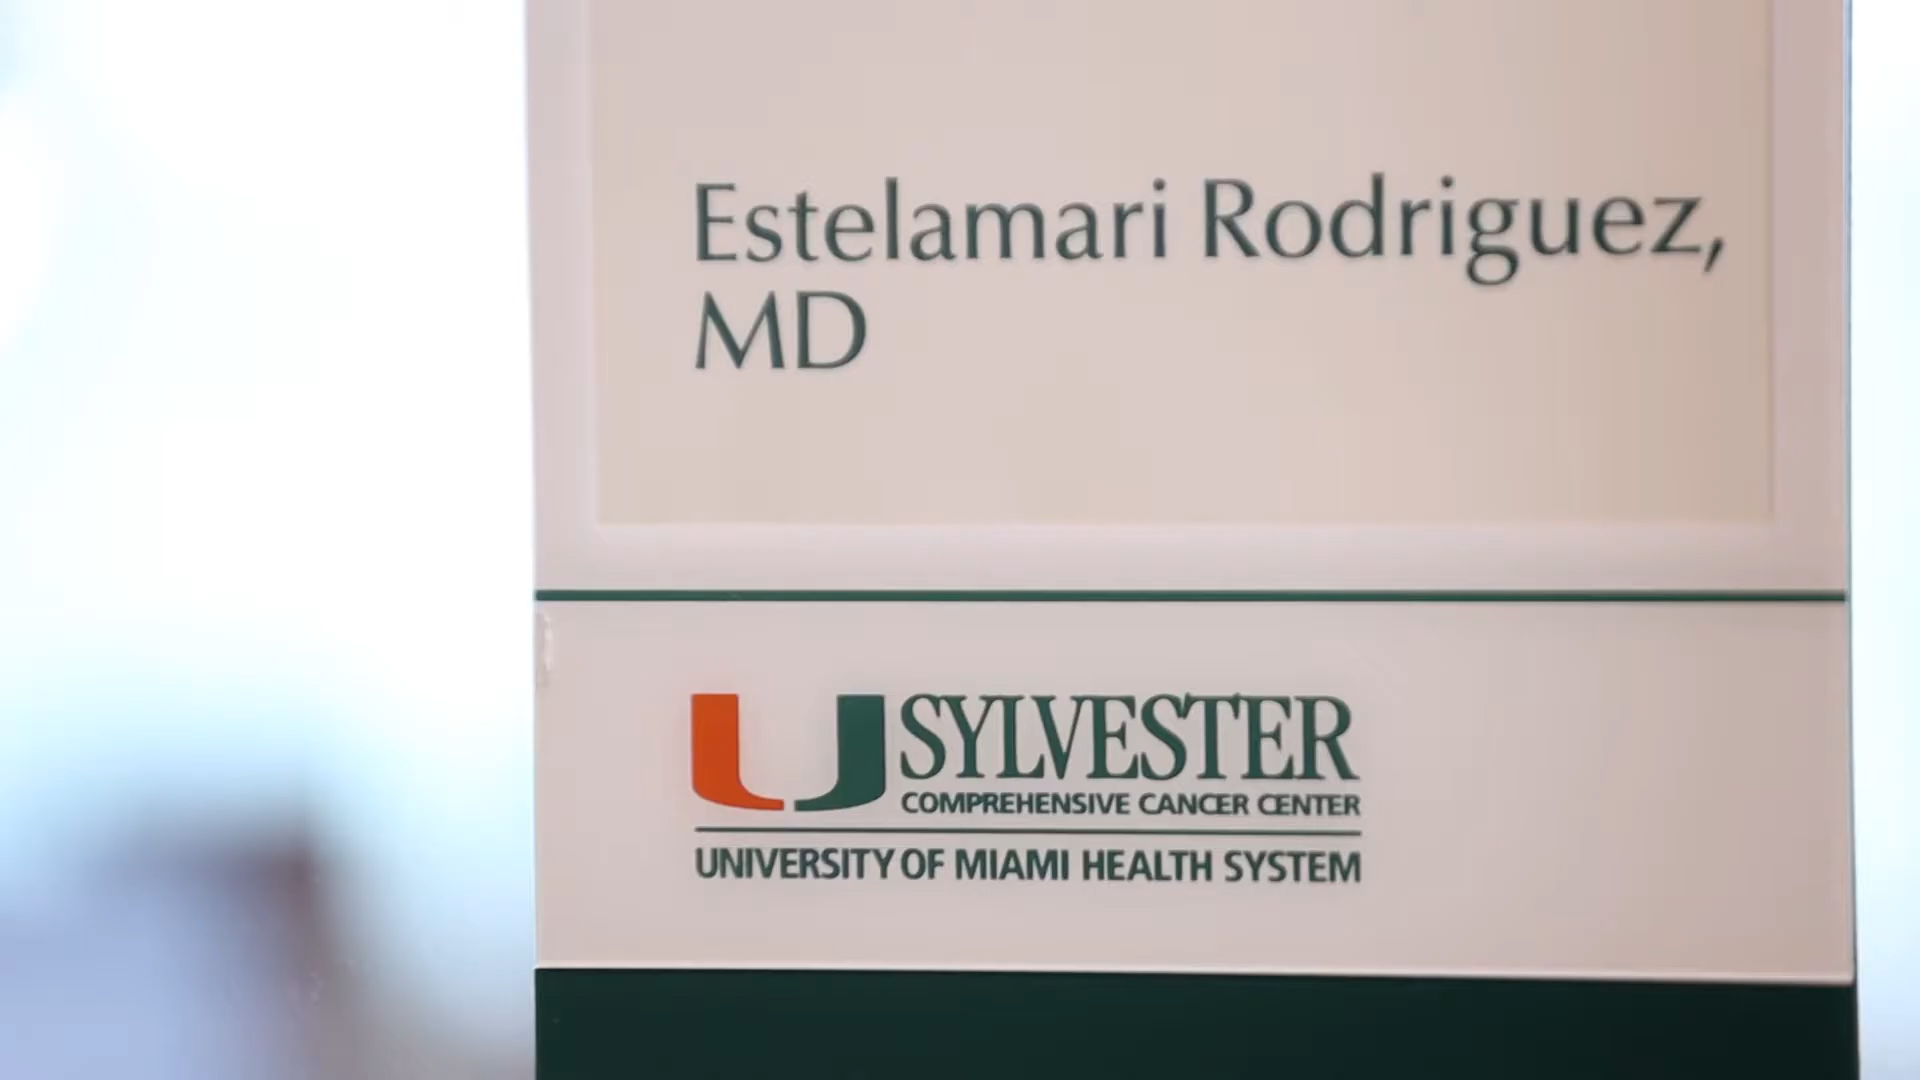 Estelamari Rodriguez,
MD
SYLVESTER
COMPREHENSIVE CANCER CENTER
UNIVERSITY OF MIAMI HEALTH SYSTEM